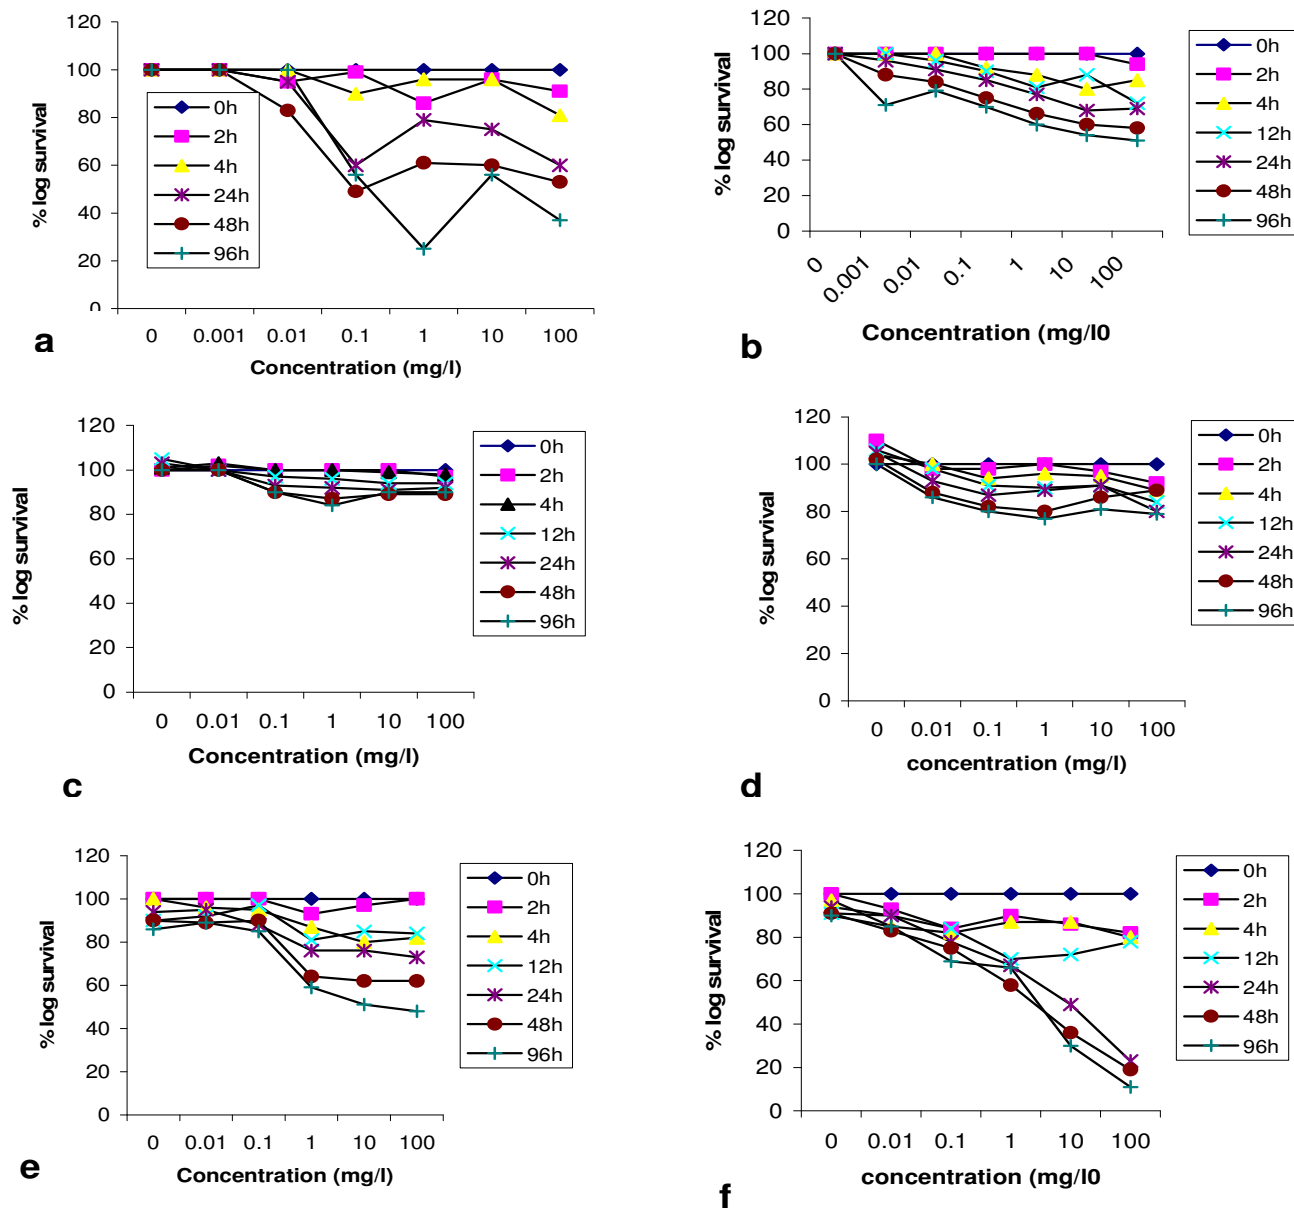 120
100
80
60
40
20
0
% log survival
0h
2h
4h
24h
48h
96h
0 0.001 0.01 0.1 1 10 100
Concentration (mg/l)
a
120
100
80
60
40
20
0
% log survival
0h
2h
4h
12h
24h
48h
96h
0 0.001 0.01 0.1 1 10 100
Concentration (mg/l0
b
120
100
80
60
40
20
0
% log survival
0h
2h
4h
12h
24h
48h
96h
0 0.01 0.1 1 10 100
Concentration (mg/l)
c
120
100
80
60
40
20
0
% log survival
0h
2h
4h
12h
24h
48h
96h
0 0.01 0.1 1 10 100
concentration (mg/l)
d
120
100
80
60
40
20
0
% log survival
0h
2h
4h
12h
24h
48h
96h
0 0.01 0.1 1 10 100
Concentration (mg/l)
e
120
100
80
60
40
20
0
% log survival
0h
2h
4h
12h
24h
48h
96h
0 0.01 0.1 1 10 100
concentration (mg/l0
f